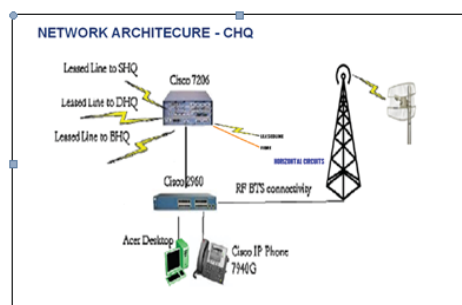 NETWORK ARCHITECURE - CHQ
Leased Line to SHQ
Cisco 7206
Leased Line to DHQ
Leased Line to BHQ
HORIZONTAL CIRCUITS
Cisco 2960
RF BTS connectivity
Acer Desktop
Cisco IP Phone
7940G